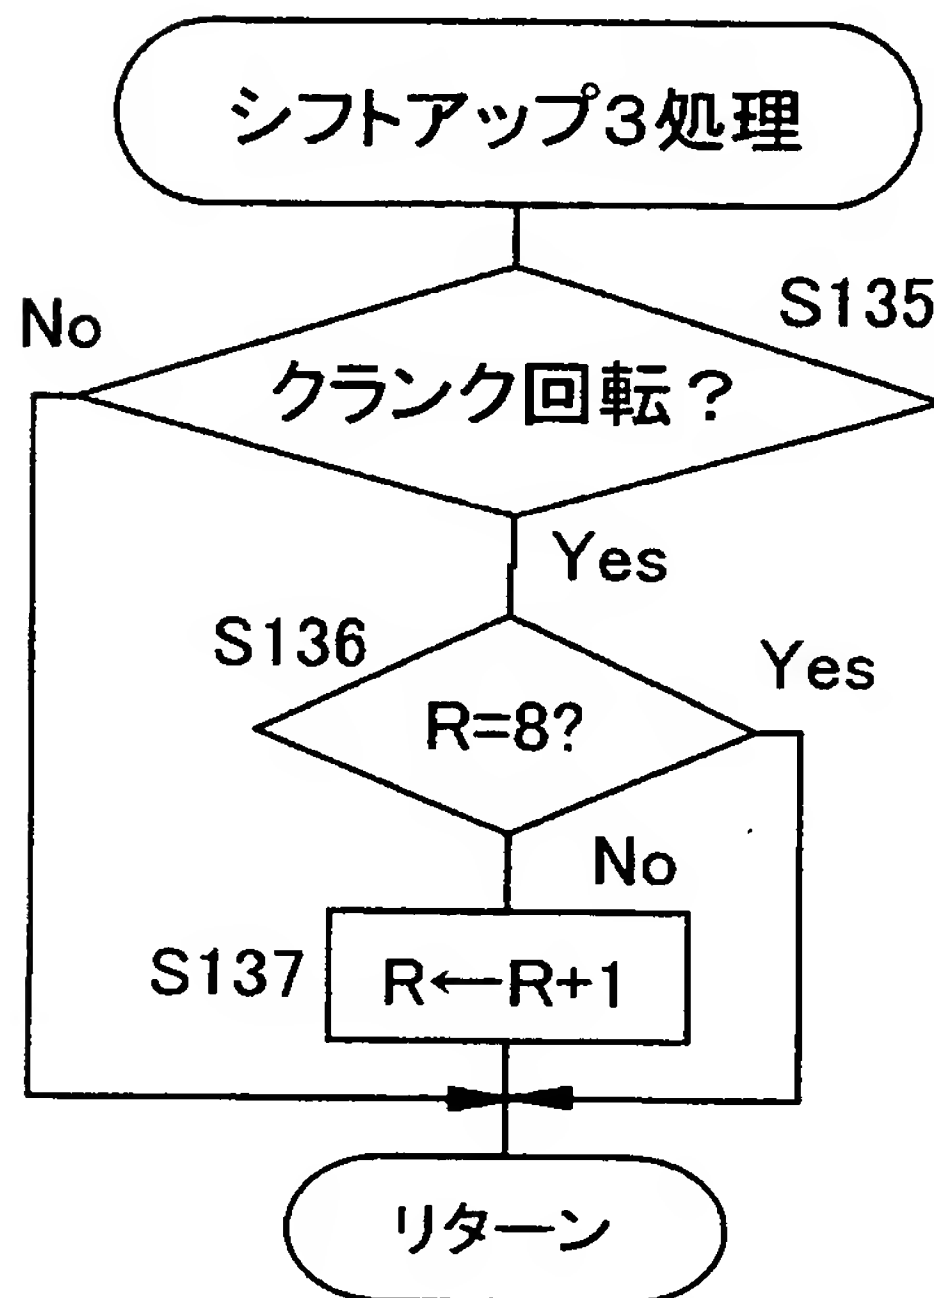 シフトアップ3処理
S135
No
クランク回転？
Yes
S136
Yes
R=8?
No
S137
R←R+1
リターン